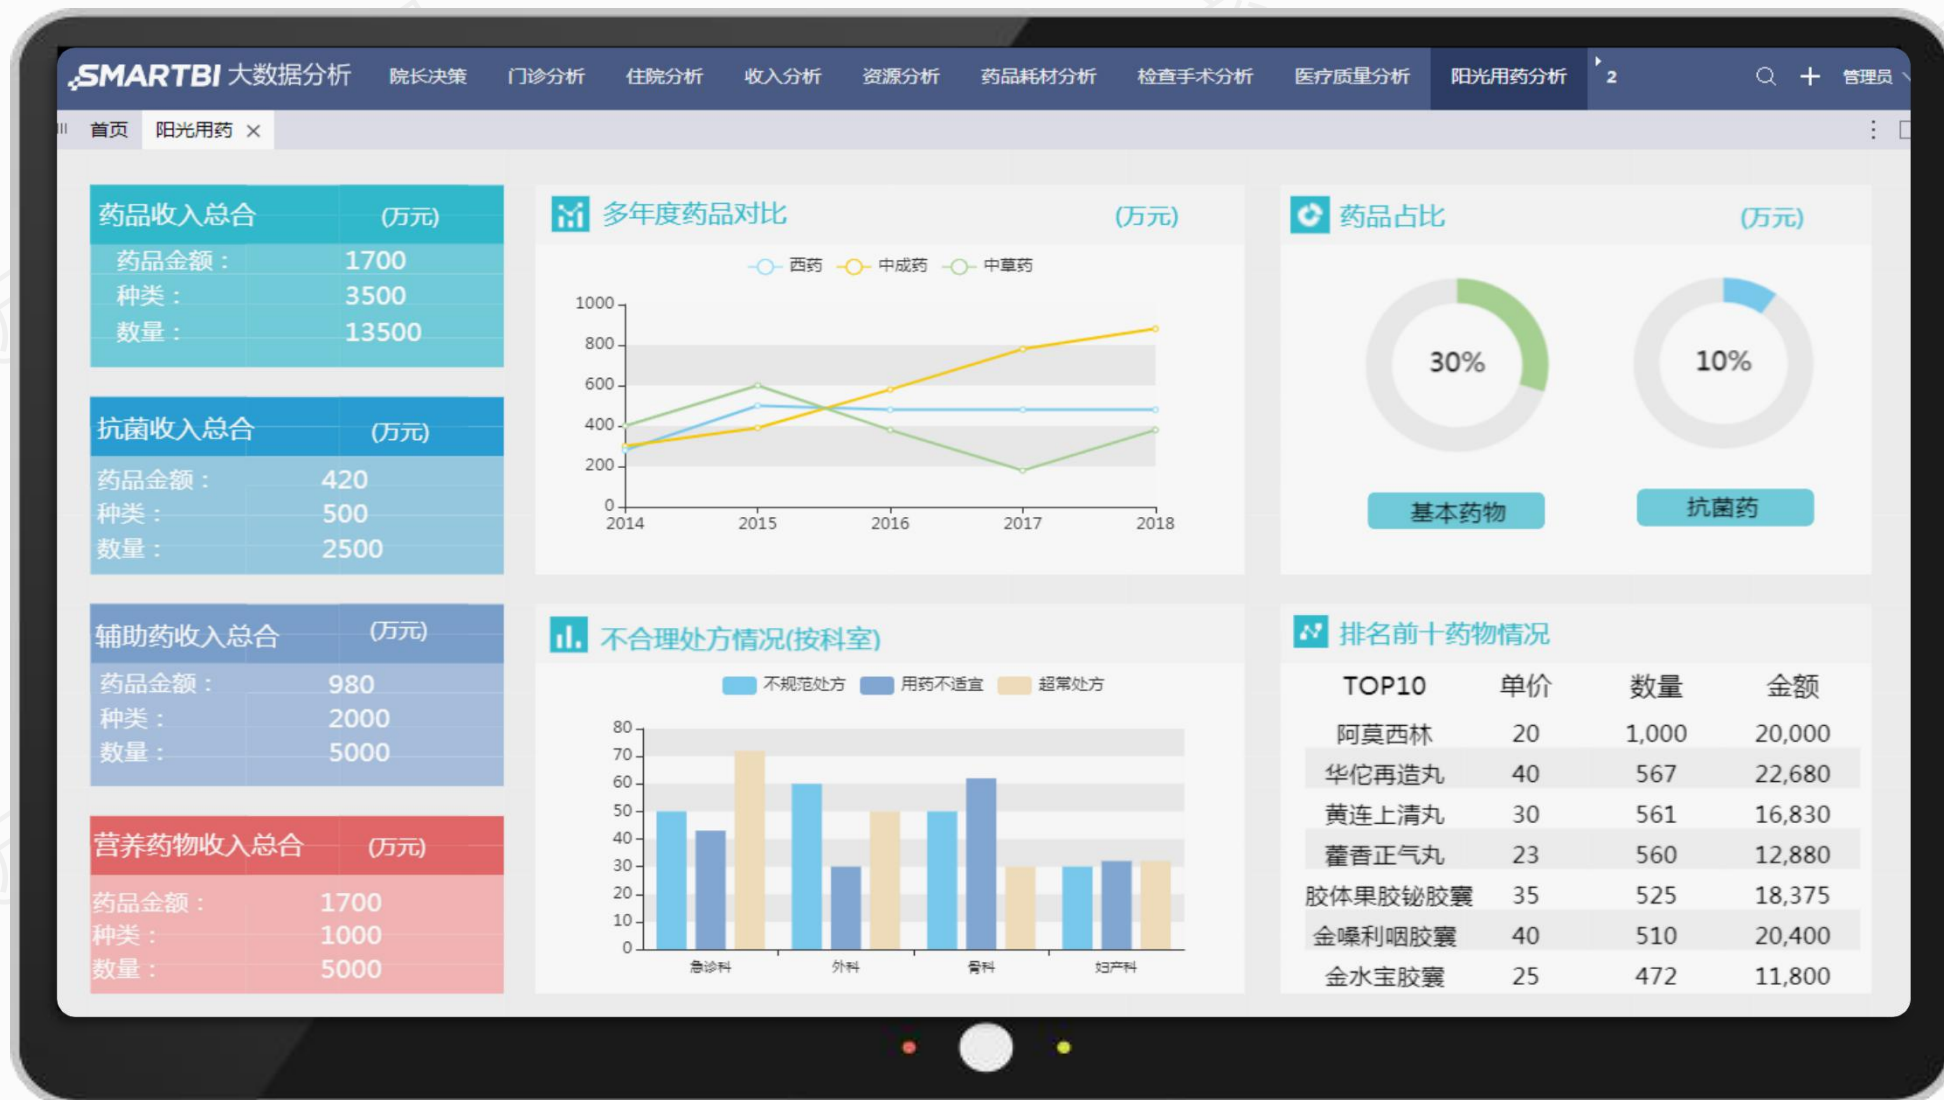 SMARTBI 大数据分析 院长决策 门诊分析 住院分析 收入分析 资源分析 药品耗材分析 检查手术分析 医疗质量分析 阳光用药分析 2 管理员
首页 阳光用药
药品收入总合 (万元)
药品金额： 1700
种类： 3500
数量： 13500
抗菌收入总合 (万元)
药品金额： 420
种类： 500
数量： 2500
辅助药收入总合 (万元)
药品金额： 980
种类： 2000
数量： 5000
营养药物收入总合 (万元)
药品金额： 1700
种类： 1000
数量： 5000
多年度药品对比 (万元)
西药 中成药 中草药
1000
800
600
400
200
0
2014 2015 2016 2017 2018
不合理处方情况(按科室)
不规范处方 用药不适宜 超常处方
80
70
60
50
40
30
20
10
0
急诊科 外科 骨科 妇产科
药品占比 (万元)
30% 10%
基本药物 抗菌药
排名前十药物情况
TOP10 单价 数量 金额
阿莫西林 20 1,000 20,000
华佗再造丸 40 567 22,680
黄连上清丸 30 561 16,830
藿香正气丸 23 560 12,880
胶体果胶铋胶囊 35 525 18,375
金嗓利咽胶囊 40 510 20,400
金水宝胶囊 25 472 11,800